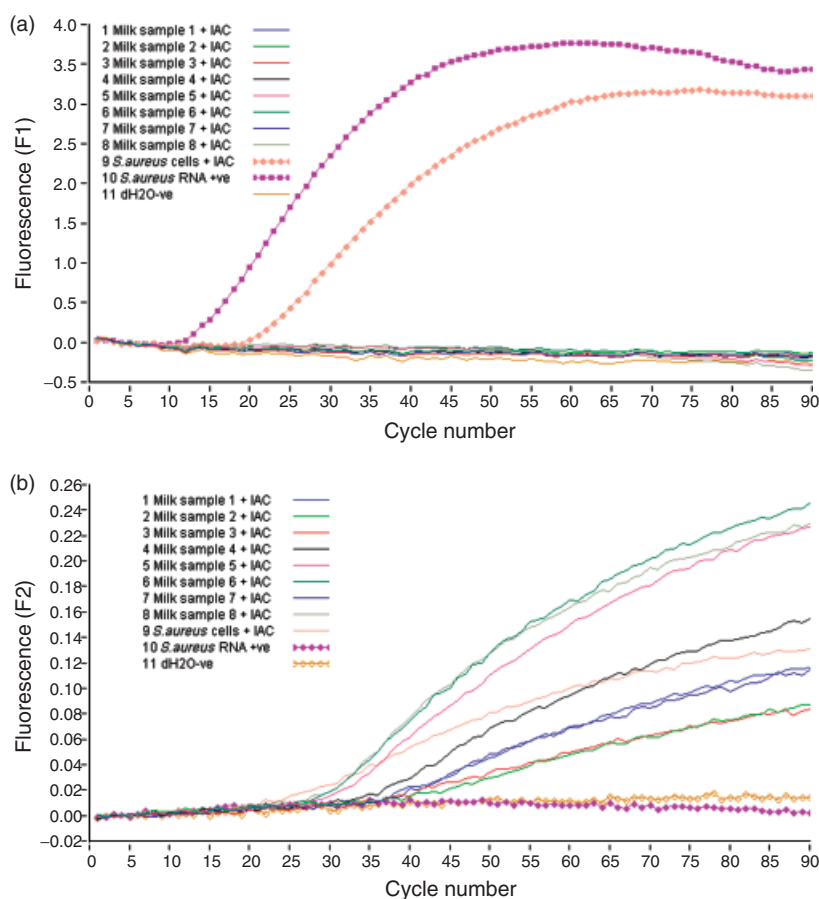 (a)
Fluorescence (F1)
4.0
3.5
3.0
2.5
2.0
1.5
1.0
0.5
0.0
−0.5
1 Milk sample 1 + IAC
2 Milk sample 2 + IAC
3 Milk sample 3 + IAC
4 Milk sample 4 + IAC
5 Milk sample 5 + IAC
6 Milk sample 6 + IAC
7 Milk sample 7 + IAC
8 Milk sample 8 + IAC
9 S.aureus cells + IAC
10 S.aureus RNA +ve
11 dH2O-ve
0 5 10 15 20 25 30 35 40 45 50 55 60 65 70 75 80 85 90
Cycle number
(b)
Fluorescence (F2)
0.26
0.24
0.22
0.20
0.18
0.16
0.14
0.12
0.10
0.08
0.06
0.04
0.02
0.00
−0.02
1 Milk sample 1 + IAC
2 Milk sample 2 + IAC
3 Milk sample 3 + IAC
4 Milk sample 4 + IAC
5 Milk sample 5 + IAC
6 Milk sample 6 + IAC
7 Milk sample 7 + IAC
8 Milk sample 8 + IAC
9 S.aureus cells + IAC
10 S.aureus RNA +ve
11 dH2O-ve
0 5 10 15 20 25 30 35 40 45 50 55 60 65 70 75 80 85 90
Cycle number